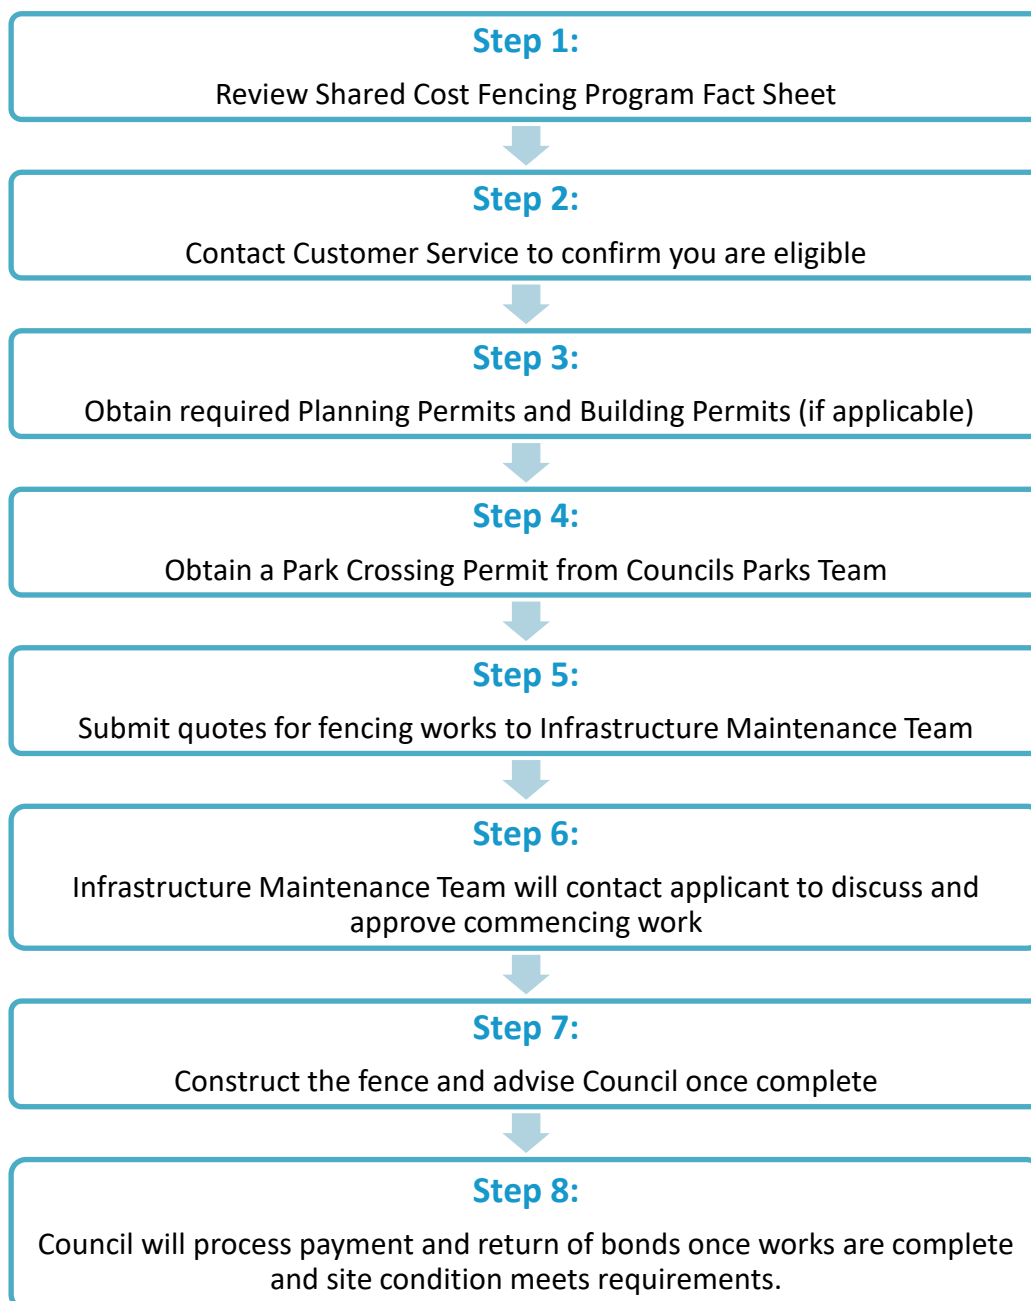 Step 1:
Review Shared Cost Fencing Program Fact Sheet
Step 2:
Contact Customer Service to confirm you are eligible
Step 3:
Obtain required Planning Permits and Building Permits (if applicable)
Step 4:
Obtain a Park Crossing Permit from Councils Parks Team
Step 5:
Submit quotes for fencing works to Infrastructure Maintenance Team
Step 6:
Infrastructure Maintenance Team will contact applicant to discuss and
approve commencing work
Step 7:
Construct the fence and advise Council once complete
Step 8:
Council will process payment and return of bonds once works are complete
and site condition meets requirements.